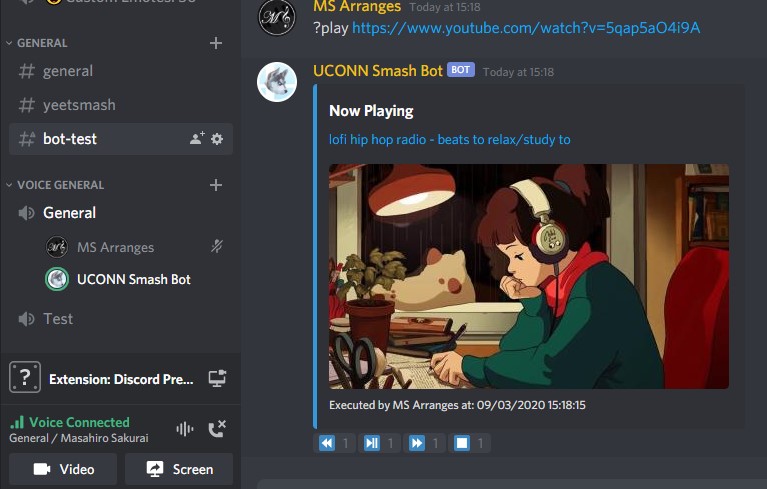 Custom Emotes: 50
GENERAL
general
yeetsmash
bot-test
VOICE GENERAL
General
MS Arranges
UCONN Smash Bot
Test
Extension: Discord Pre...
Voice Connected
General / Masahiro Sakurai
Video
Screen
MS Arranges Today at 15:18
?play https://www.youtube.com/watch?v=5qap5aO4i9A
UCONN Smash Bot BOT Today at 15:18
Now Playing
lofi hip hop radio - beats to relax/study to
Executed by MS Arranges at: 09/03/2020 15:18:15
1 1 1 1